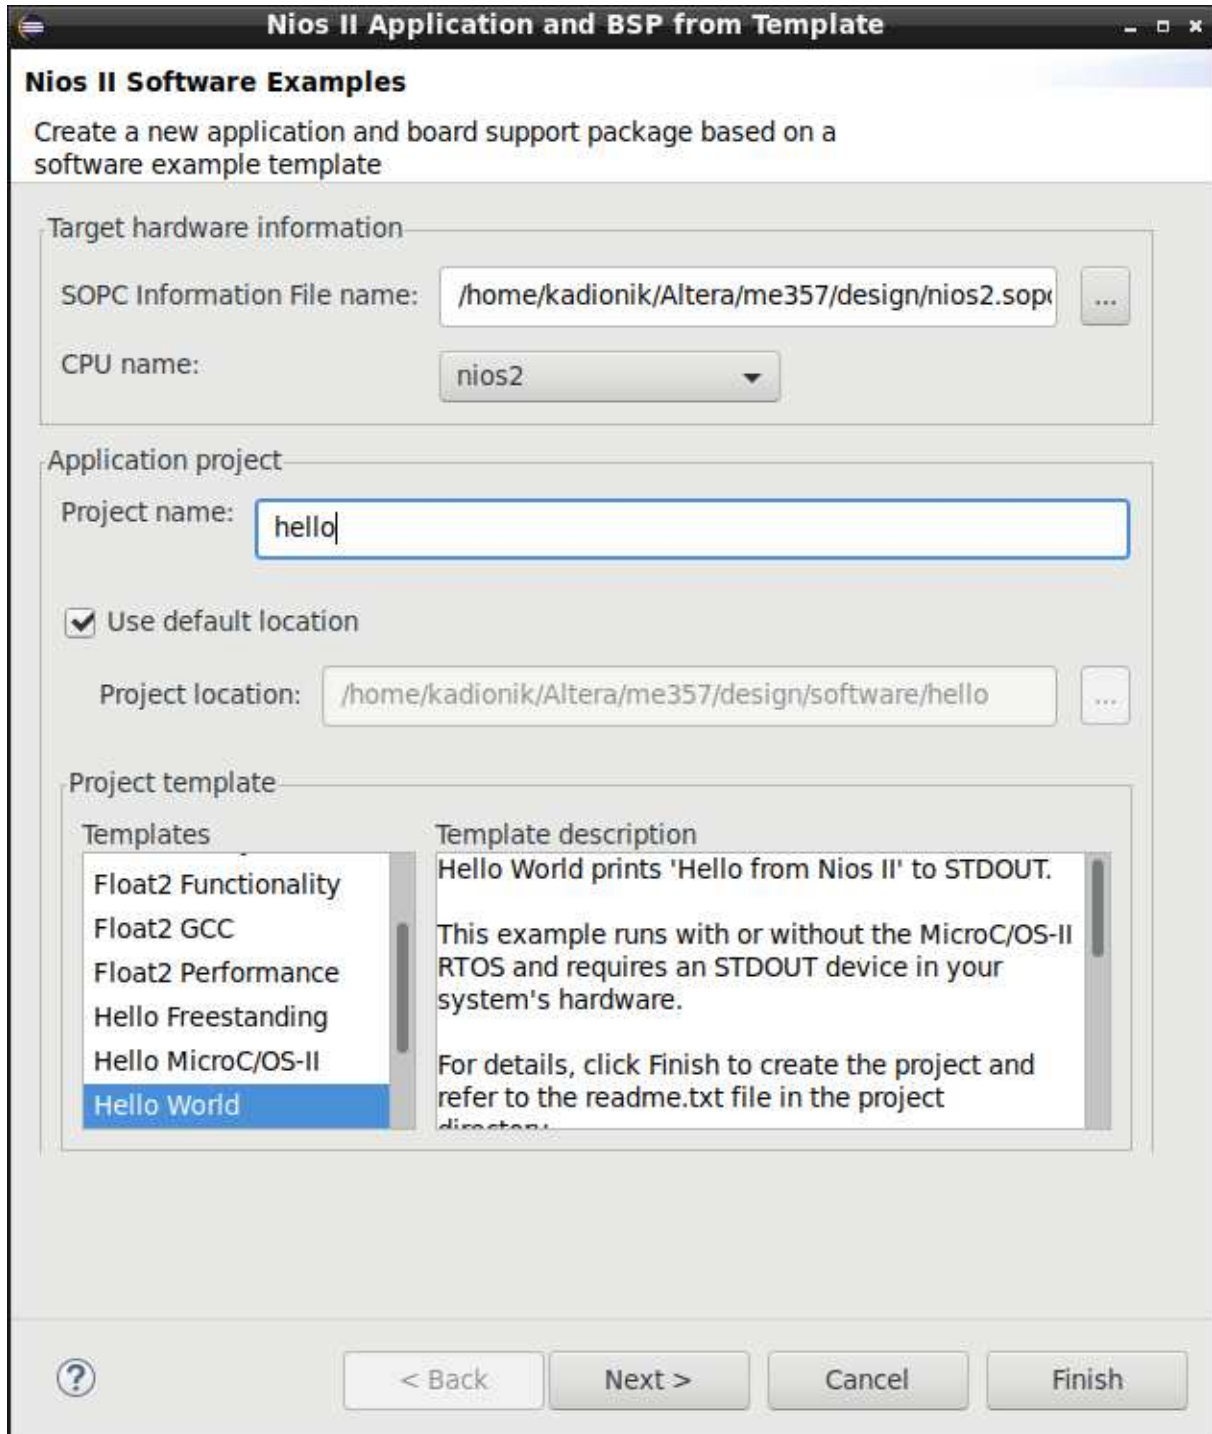 Nios II Application and BSP from Template
Nios II Software Examples
Create a new application and board support package based on a
software example template
Target hardware information
SOPC Information File name:
/home/kadionik/Altera/me357/design/nios2.sopc
...
CPU name:
nios2
Application project
Project name:
hello
Use default location
Project location:
/home/kadionik/Altera/me357/design/software/hello
...
Project template
Templates
Float2 Functionality
Float2 GCC
Float2 Performance
Hello Freestanding
Hello MicroC/OS-II
Hello World
Template description
Hello World prints 'Hello from Nios II' to STDOUT.
This example runs with or without the MicroC/OS-II
RTOS and requires an STDOUT device in your
system's hardware.
For details, click Finish to create the project and
refer to the readme.txt file in the project
directory.
?
< Back
Next >
Cancel
Finish